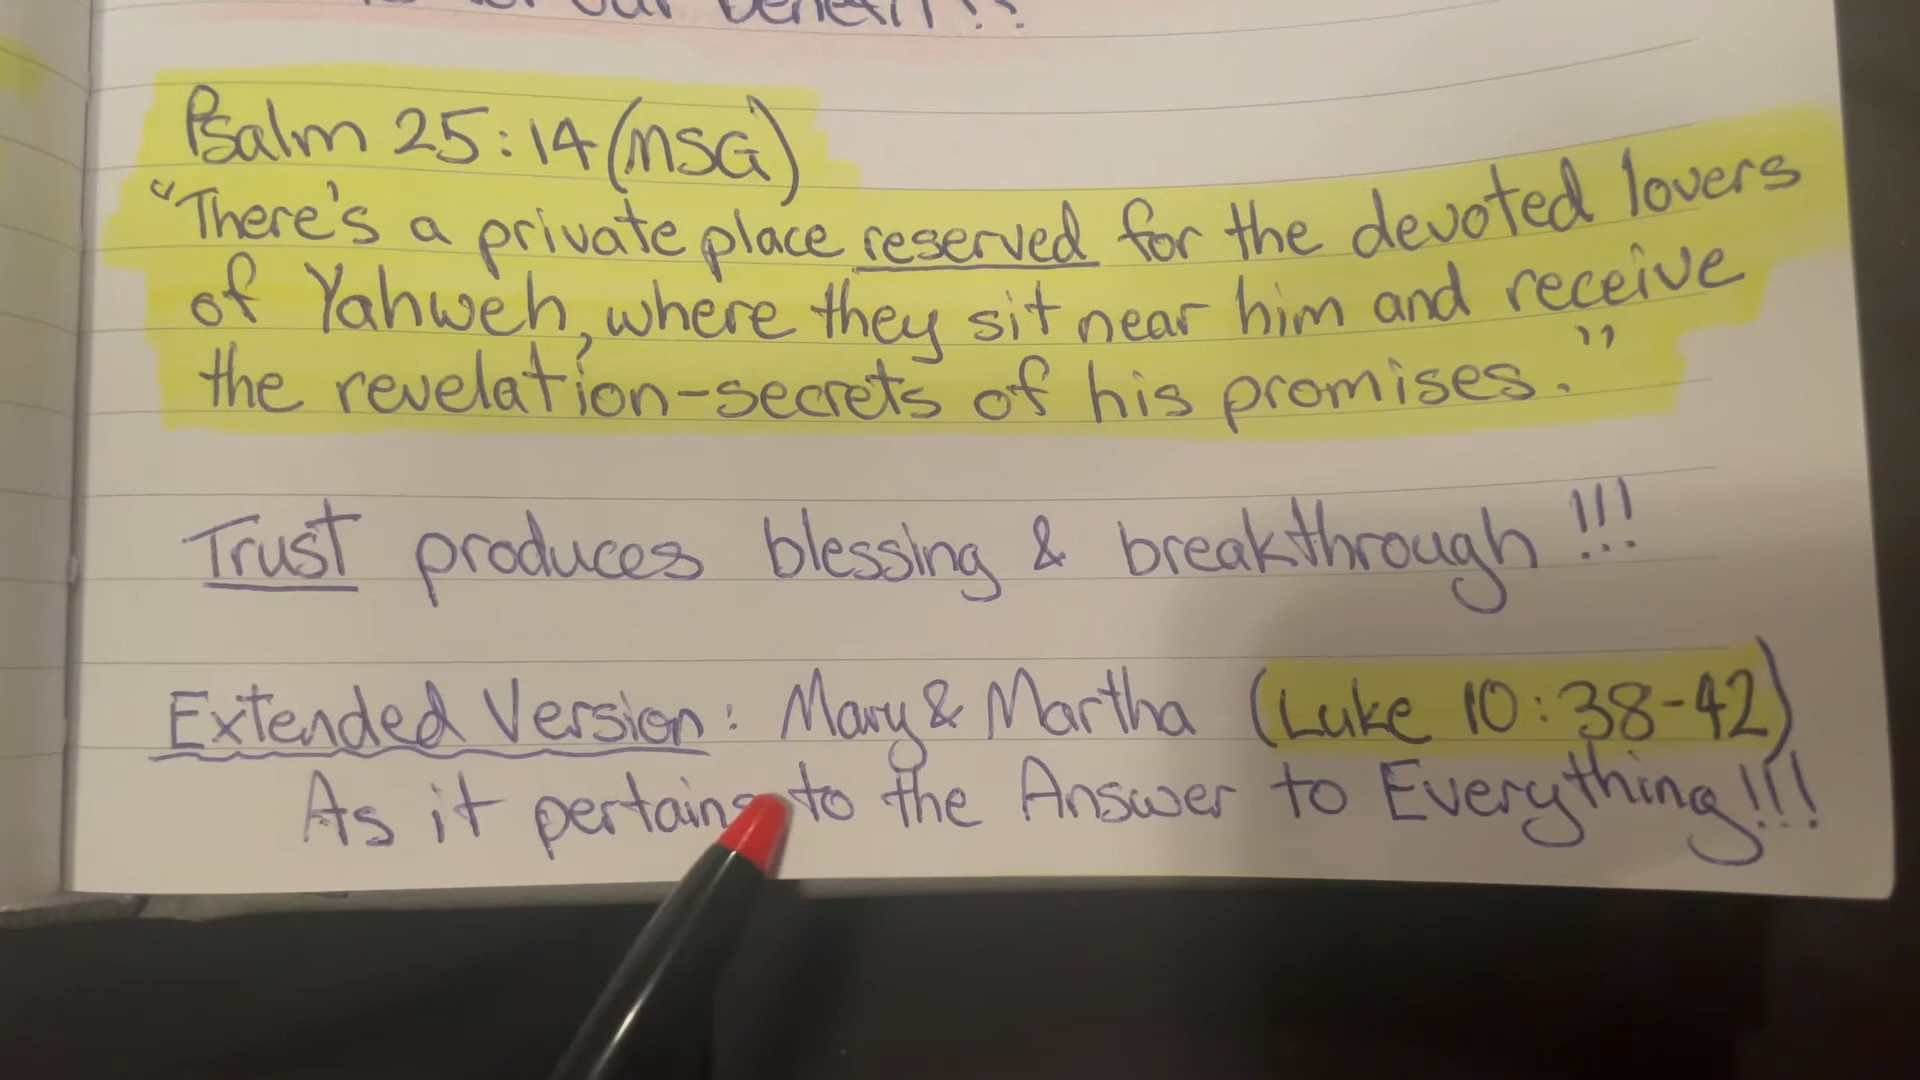 our benefit!!
Psalm 25:14 (MSG)
"There's a private place reserved for the devoted lovers
of Yahweh, where they sit near him and receive
the revelation-secrets of his promises."
Trust produces blessing & breakthrough!!!
Extended Version: Mary & Martha (Luke 10:38-42)
As it pertains to the Answer to Everything!!!